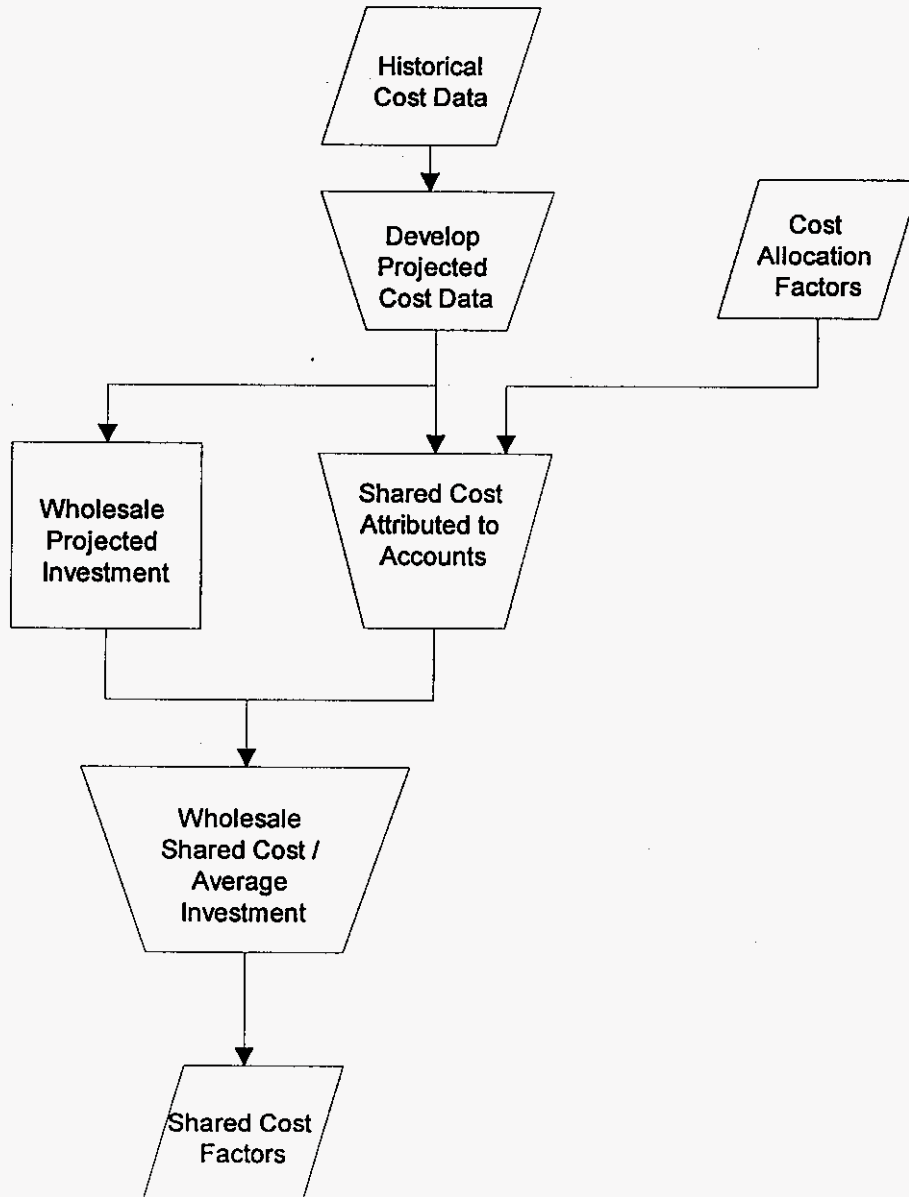 Historical
Cost Data
Develop
Projected
Cost Data
Cost
Allocation
Factors
Wholesale
Projected
Investment
Shared Cost
Attributed to
Accounts
Wholesale
Shared Cost /
Average
Investment
Shared Cost
Factors